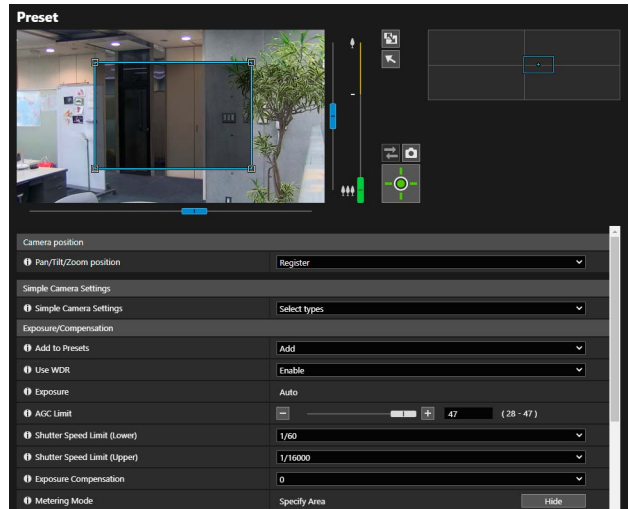 Preset
Camera position
Pan/Tilt/Zoom position Register
Simple Camera Settings
Simple Camera Settings Select types
Exposure/Compensation
Add to Presets Add
Use WDR Enable
Exposure Auto
AGC Limit 47 (28 - 47)
Shutter Speed Limit (Lower) 1/60
Shutter Speed Limit (Upper) 1/16000
Exposure Compensation 0
Metering Mode Specify Area Hide